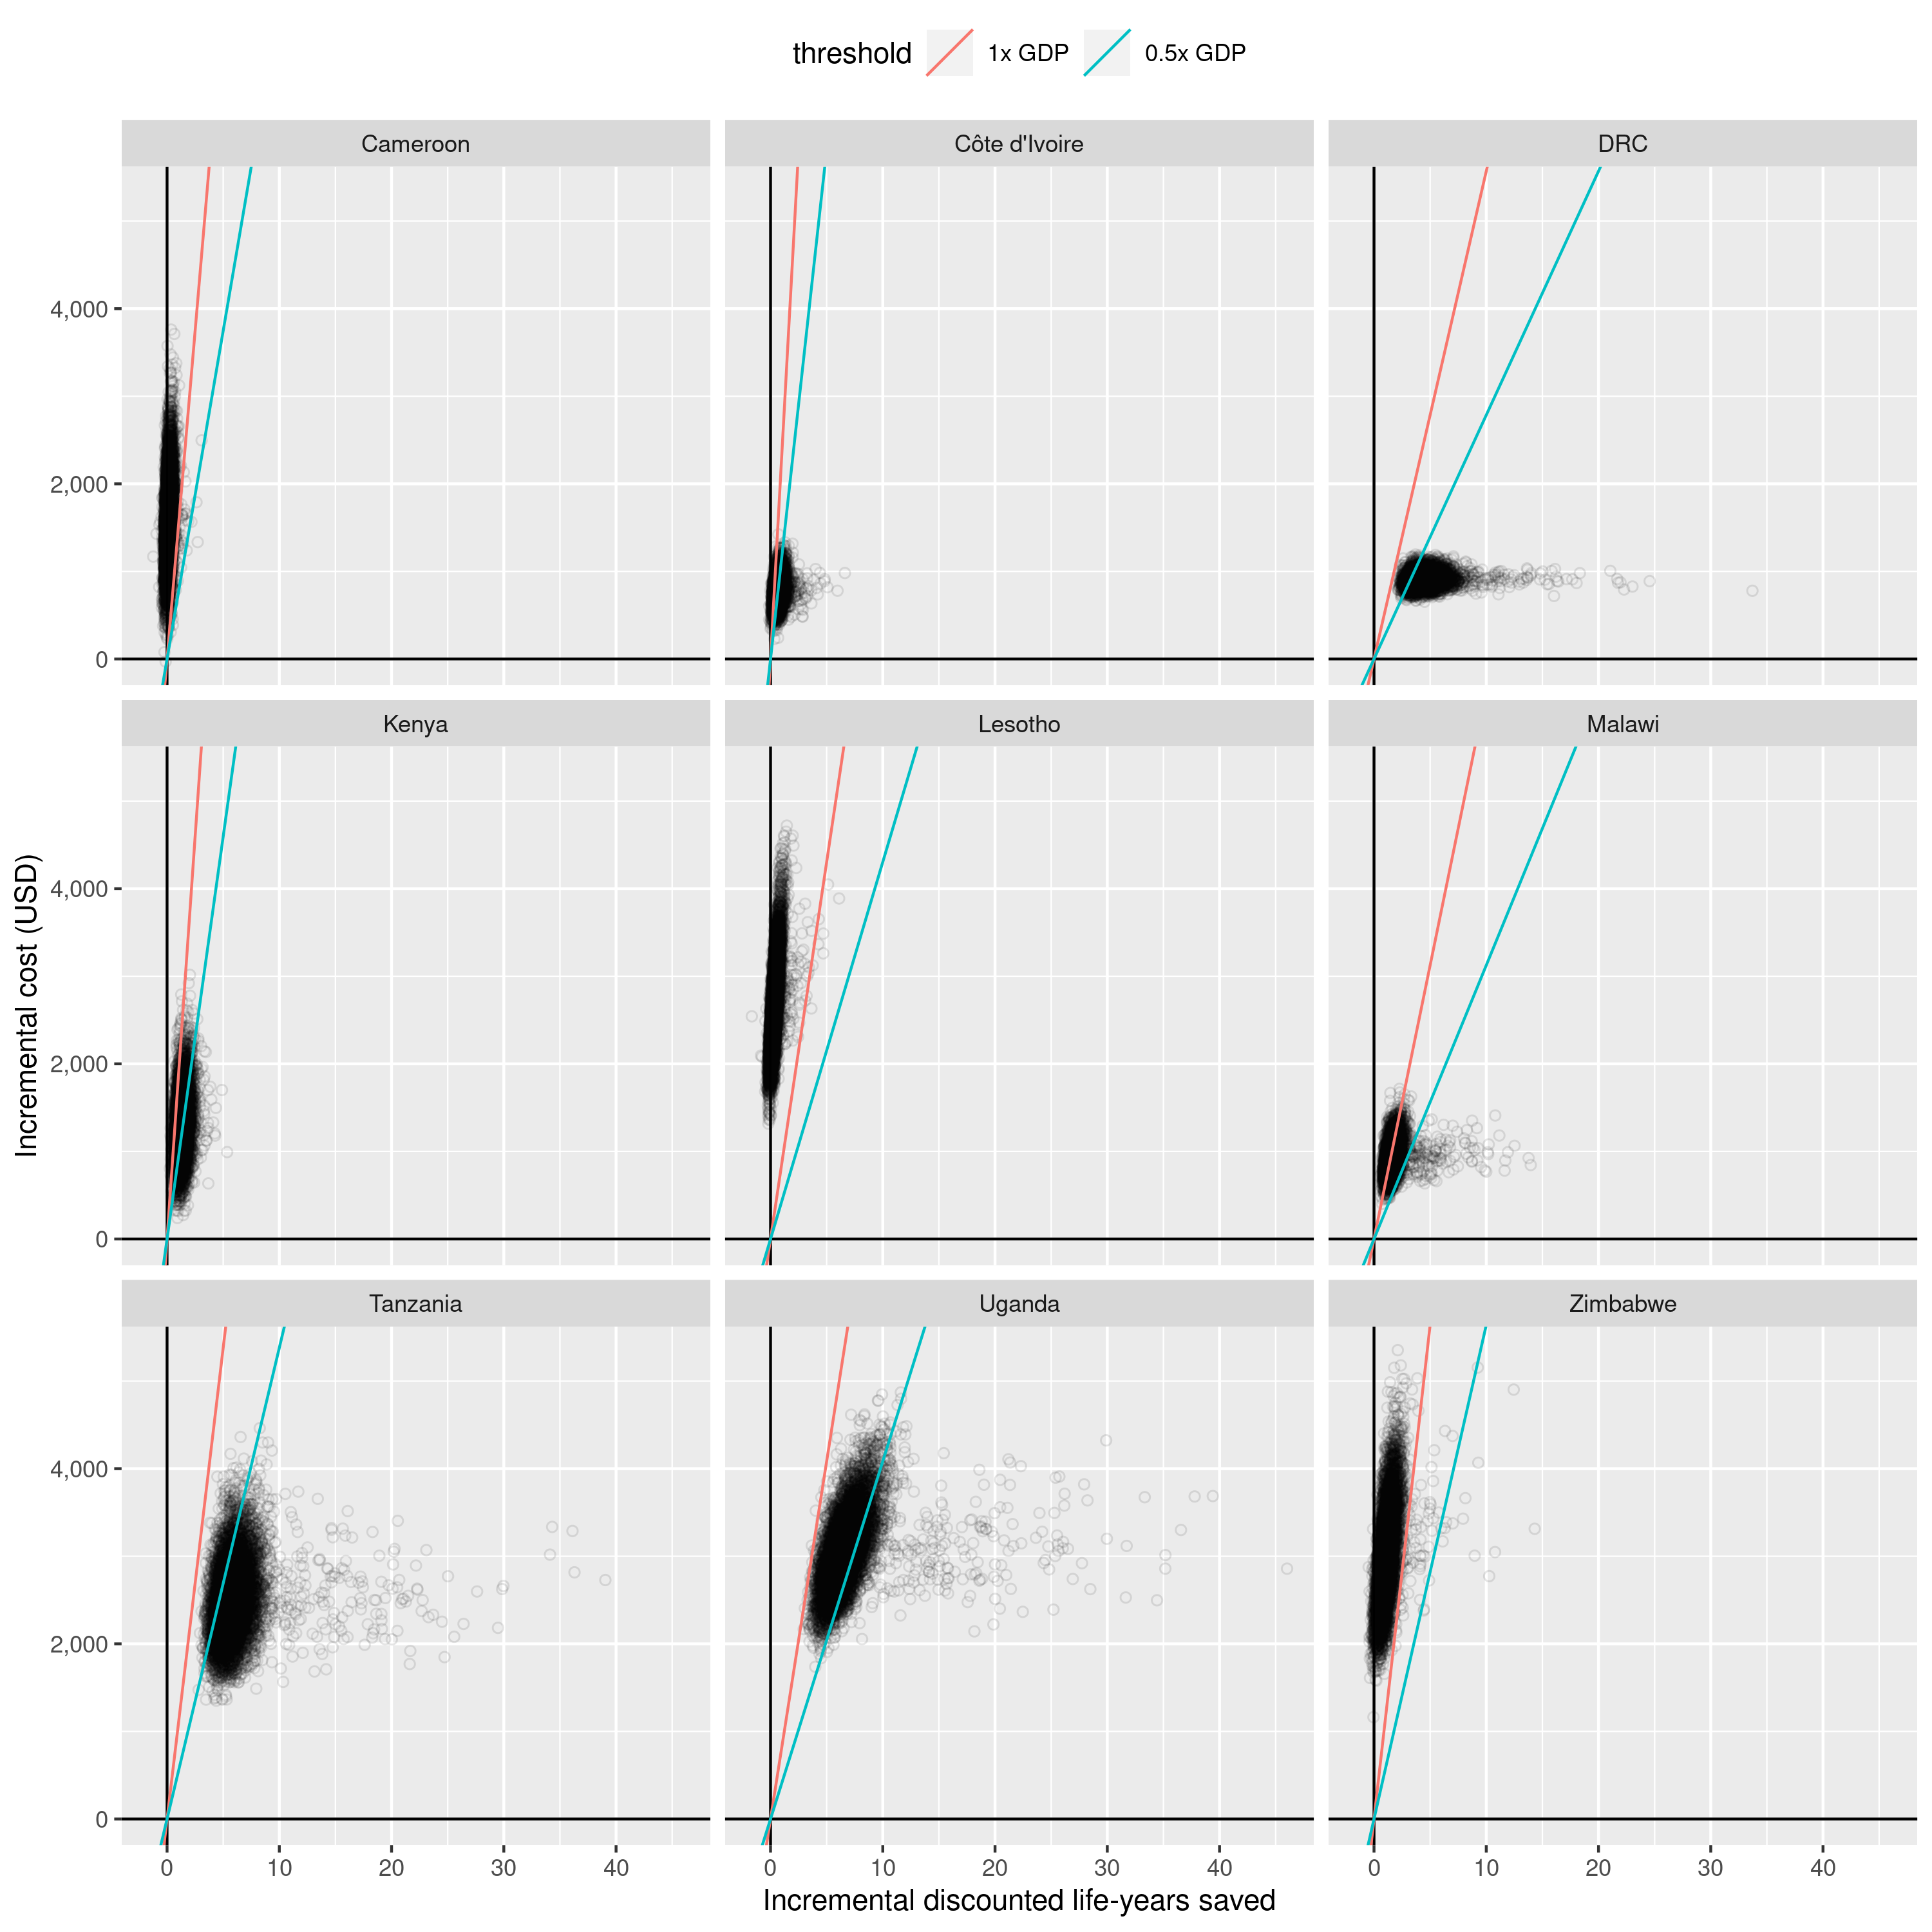 threshold 1x GDP 0.5x GDP
Cameroon Côte d'Ivoire DRC
4,000
2,000
0
Kenya Lesotho Malawi
4,000
2,000
0
Incremental cost (USD)
Tanzania Uganda Zimbabwe
4,000
2,000
0
0 10 20 30 40 0 10 20 30 40 0 10 20 30 40
Incremental discounted life-years saved